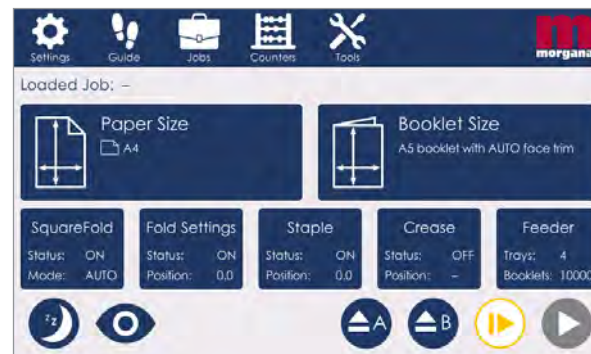 Settings Guide Jobs Counters Tools
morgana
Loaded Job: –
Paper Size
A4
Booklet Size
A5 booklet with AUTO face trim
SquareFold
Status: ON
Mode: AUTO
Fold Settings
Status: ON
Position: 0.0
Staple
Status: ON
Position: 0.0
Crease
Status: OFF
Position: –
Feeder
Trays: 4
Booklets: 10000
zz
A
B